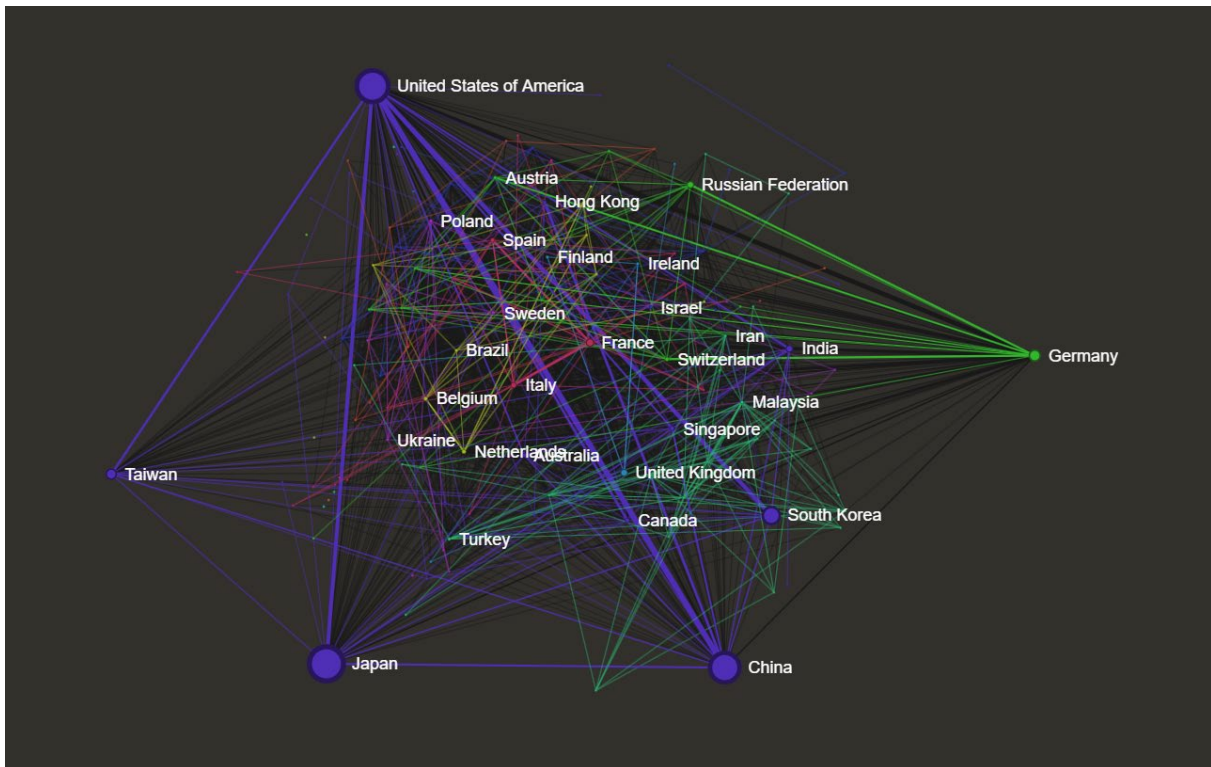 United States of America
Austria
Russian Federation
Hong Kong
Poland
Spain
Finland
Ireland
Israel
Sweden
Iran
France
India
Brazil
Switzerland
Germany
Italy
Belgium
Malaysia
Singapore
Ukraine
Netherlands
Australia
Taiwan
United Kingdom
South Korea
Canada
Turkey
Japan
China